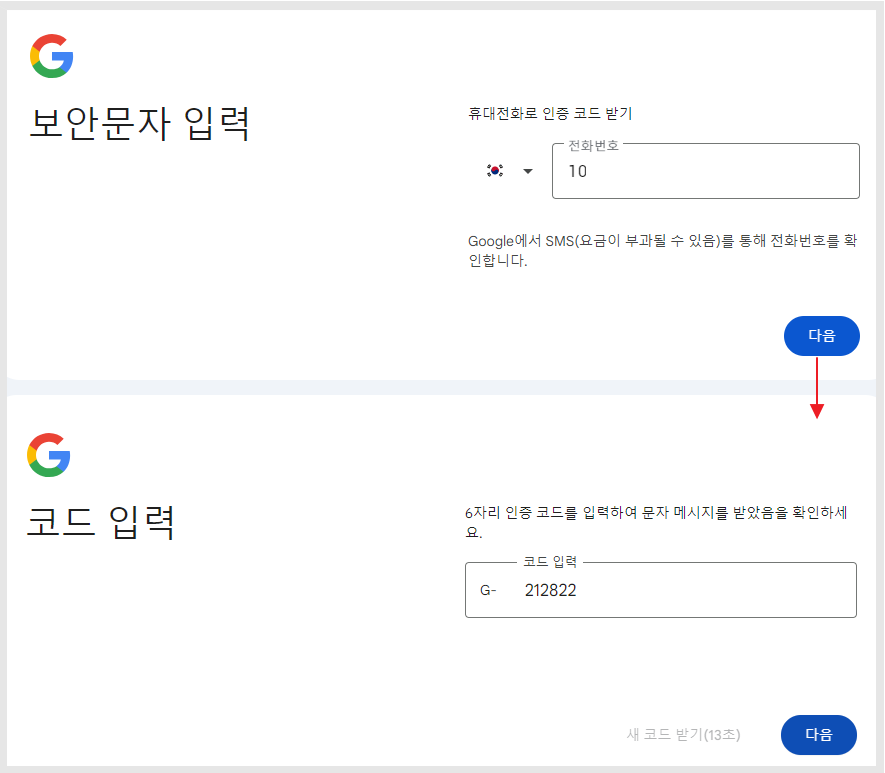 보안문자 입력
휴대전화로 인증 코드 받기
전화번호
10
Google에서 SMS(요금이 부과될 수 있음)를 통해 전화번호를 확
인합니다.
다음
코드 입력
6자리 인증 코드를 입력하여 문자 메시지를 받았음을 확인하세
요.
코드 입력
G- 212822
새 코드 받기(13초)
다음